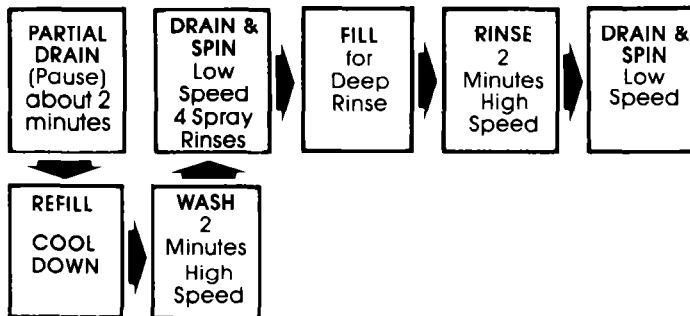 PARTIAL
DRAIN
(Pause)
about 2
minutes
REFILL
COOL
DOWN
WASH
2
Minutes
High
Speed
DRAIN &
SPIN
Low
Speed
4 Spray
Rinses
FILL
for
Deep
Rinse
RINSE
2
Minutes
High
Speed
DRAIN &
SPIN
Low
Speed